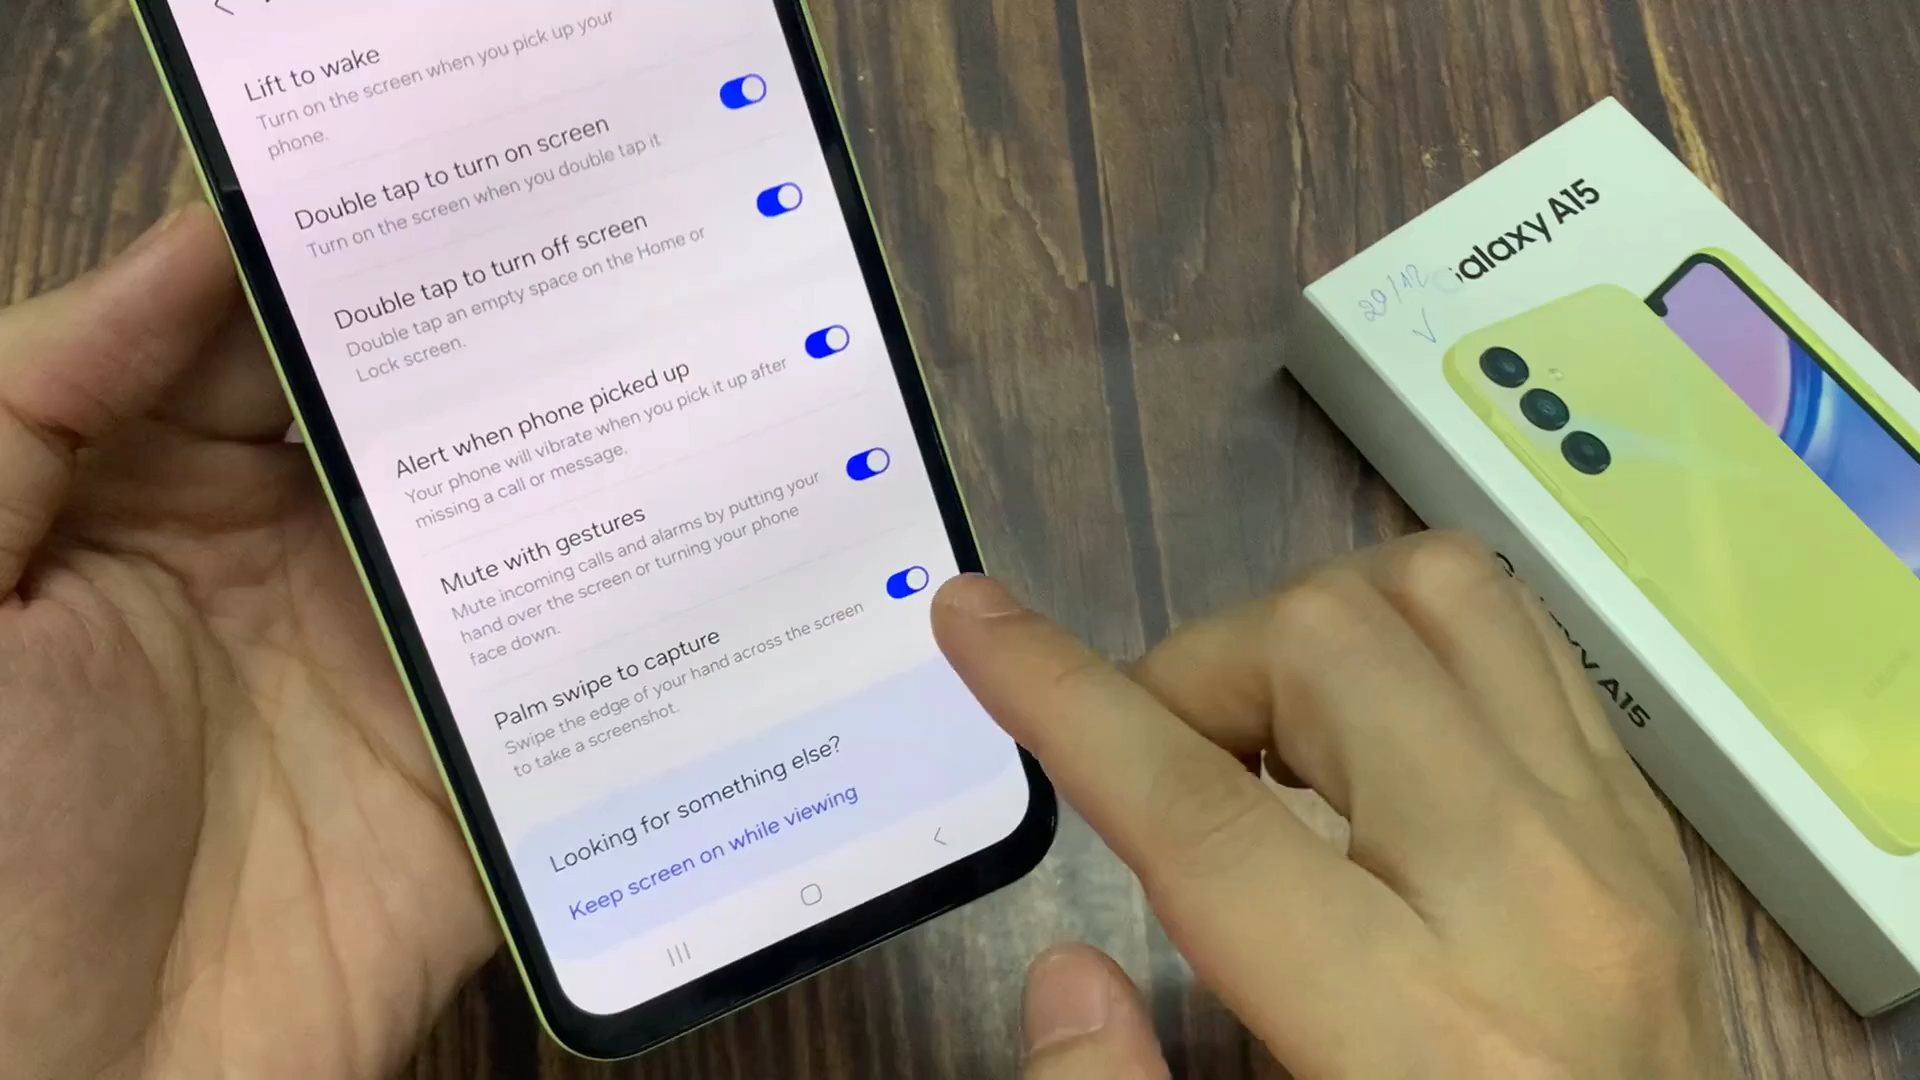 Lift to wake
Turn on the screen when you pick up your
phone.
Double tap to turn on screen
Turn on the screen when you double tap it
Double tap to turn off screen
Double tap an empty space on the Home or
Lock screen.
Alert when phone picked up
Your phone will vibrate when you pick it up after
missing a call or message.
Mute with gestures
Mute incoming calls and alarms by putting your
hand over the screen or turning your phone
face down.
Palm swipe to capture
Swipe the edge of your hand across the screen
to take a screenshot.
Looking for something else?
Keep screen on while viewing
Galaxy A15
29/12
A15